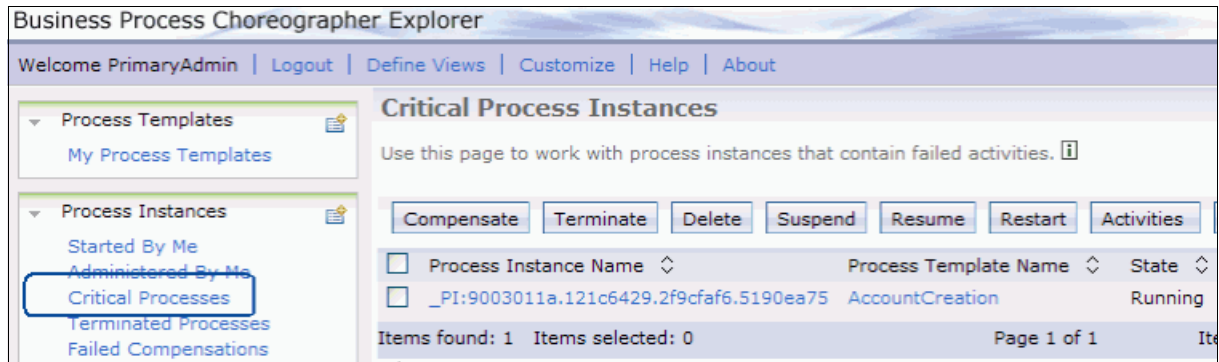 Business Process Choreographer Explorer
Welcome PrimaryAdmin | Logout | Define Views | Customize | Help | About
Process Templates
My Process Templates
Process Instances
Started By Me
Administered By Me
Critical Processes
Terminated Processes
Failed Compensations
Critical Process Instances
Use this page to work with process instances that contain failed activities. i
Compensate Terminate Delete Suspend Resume Restart Activities
Process Instance Name Process Template Name State
_PI:9003011a.121c6429.2f9cfaf6.5190ea75 AccountCreation Running
Items found: 1 Items selected: 0 Page 1 of 1